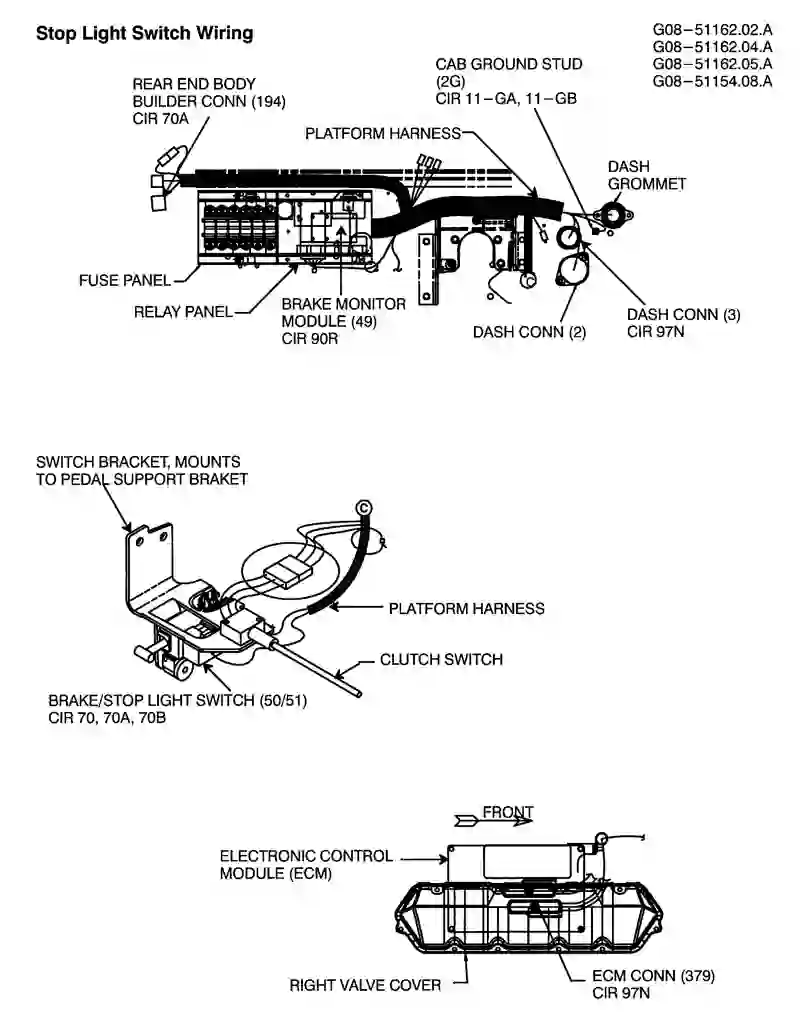 Stop Light Switch Wiring
G08-51162.02.A
G08-51162.04.A
G08-51162.05.A
G08-51154.08.A
REAR END BODY
BUILDER CONN (194)
CIR 70A
CAB GROUND STUD
(2G)
CIR 11-GA, 11-GB
PLATFORM HARNESS
DASH
GROMMET
FUSE PANEL
RELAY PANEL
BRAKE MONITOR
MODULE (49)
CIR 90R
DASH CONN (2)
DASH CONN (3)
CIR 97N
SWITCH BRACKET, MOUNTS
TO PEDAL SUPPORT BRAKET
C
C
PLATFORM HARNESS
CLUTCH SWITCH
BRAKE/STOP LIGHT SWITCH (50/51)
CIR 70, 70A, 70B
FRONT
ELECTRONIC CONTROL
MODULE (ECM)
RIGHT VALVE COVER
ECM CONN (379)
CIR 97N